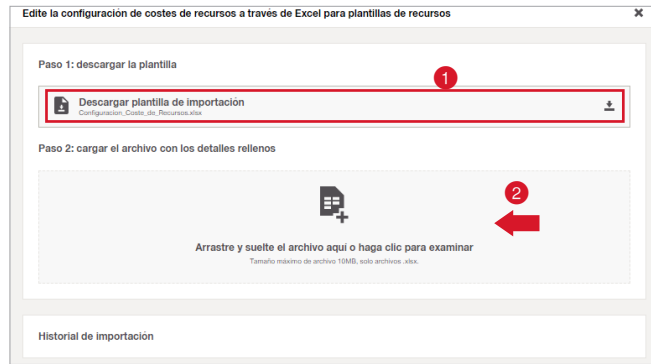 Edite la configuración de costes de recursos a través de Excel para plantillas de recursos
Paso 1: descargar la plantilla
1
Descargar plantilla de importación
Configuracion_Coste_de_Recursos.xlsx
Paso 2: cargar el archivo con los detalles rellenos
2
Arrastre y suelte el archivo aquí o haga clic para examinar
Tamaño máximo de archivo 10MB, solo archivos .xlsx.
Historial de importación